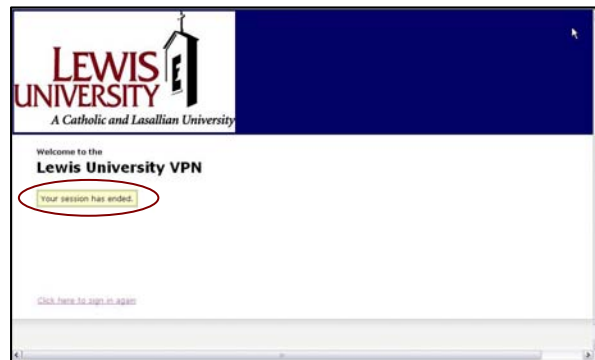 LEWIS
UNIVERSITY
A Catholic and Lasallian University
Welcome to the
Lewis University VPN
Your session has ended.
Click here to sign in again